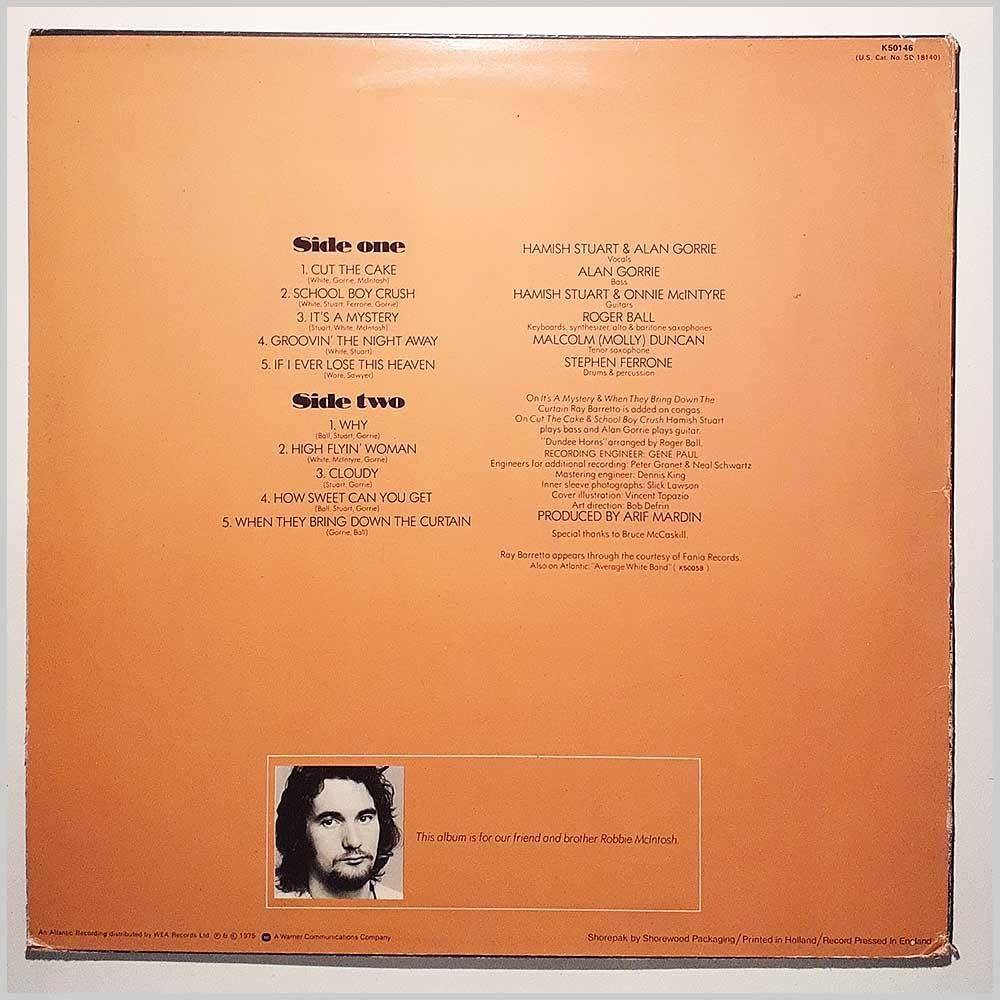 K50146
(U.S. Cat. No. SD 18140)
Side one
1. CUT THE CAKE
(White, Gorrie, McIntosh)
2. SCHOOL BOY CRUSH
(White, Stuart, Ferrone, Gorrie)
3. IT'S A MYSTERY
(Stuart, White, McIntosh)
4. GROOVIN' THE NIGHT AWAY
(White, Stuart)
5. IF I EVER LOSE THIS HEAVEN
(Ware, Sawyer)
Side two
1. WHY
(Ball, Stuart, Gorrie)
2. HIGH FLYIN' WOMAN
(White, McIntyre, Gorrie)
3. CLOUDY
(Stuart, Gorrie)
4. HOW SWEET CAN YOU GET
(Ball, Stuart, Gorrie)
5. WHEN THEY BRING DOWN THE CURTAIN
(Gorrie, Ball)
HAMISH STUART & ALAN GORRIE
Vocals
ALAN GORRIE
Bass
HAMISH STUART & ONNIE McINTYRE
Guitars
ROGER BALL
Keyboards, synthesizer, alto & baritone saxophones
MALCOLM (MOLLY) DUNCAN
Tenor saxophone
STEPHEN FERRONE
Drums & percussion
On It's A Mystery & When They Bring Down The
Curtain Ray Barretto is added on congas.
On Cut The Cake & School Boy Crush Hamish Stuart
plays bass and Alan Gorrie plays guitar.
"Dundee Horns" arranged by Roger Ball.
RECORDING ENGINEER: GENE PAUL
Engineers for additional recording: Peter Granet & Neal Schwartz
Mastering engineer: Dennis King
Inner sleeve photographs: Slick Lawson
Cover illustration: Vincent Topazio
Art direction: Bob Defrin
PRODUCED BY ARIF MARDIN
Special thanks to Bruce McCaskill.
Ray Barretto appears through the courtesy of Fania Records.
Also on Atlantic: "Average White Band" (K50058)
This album is for our friend and brother Robbie McIntosh.
An Atlantic Recording distributed by WEA Records Ltd. ℗ & © 1975 A Warner Communications Company
Shorepak by Shorewood Packaging/Printed in Holland/Record Pressed In England